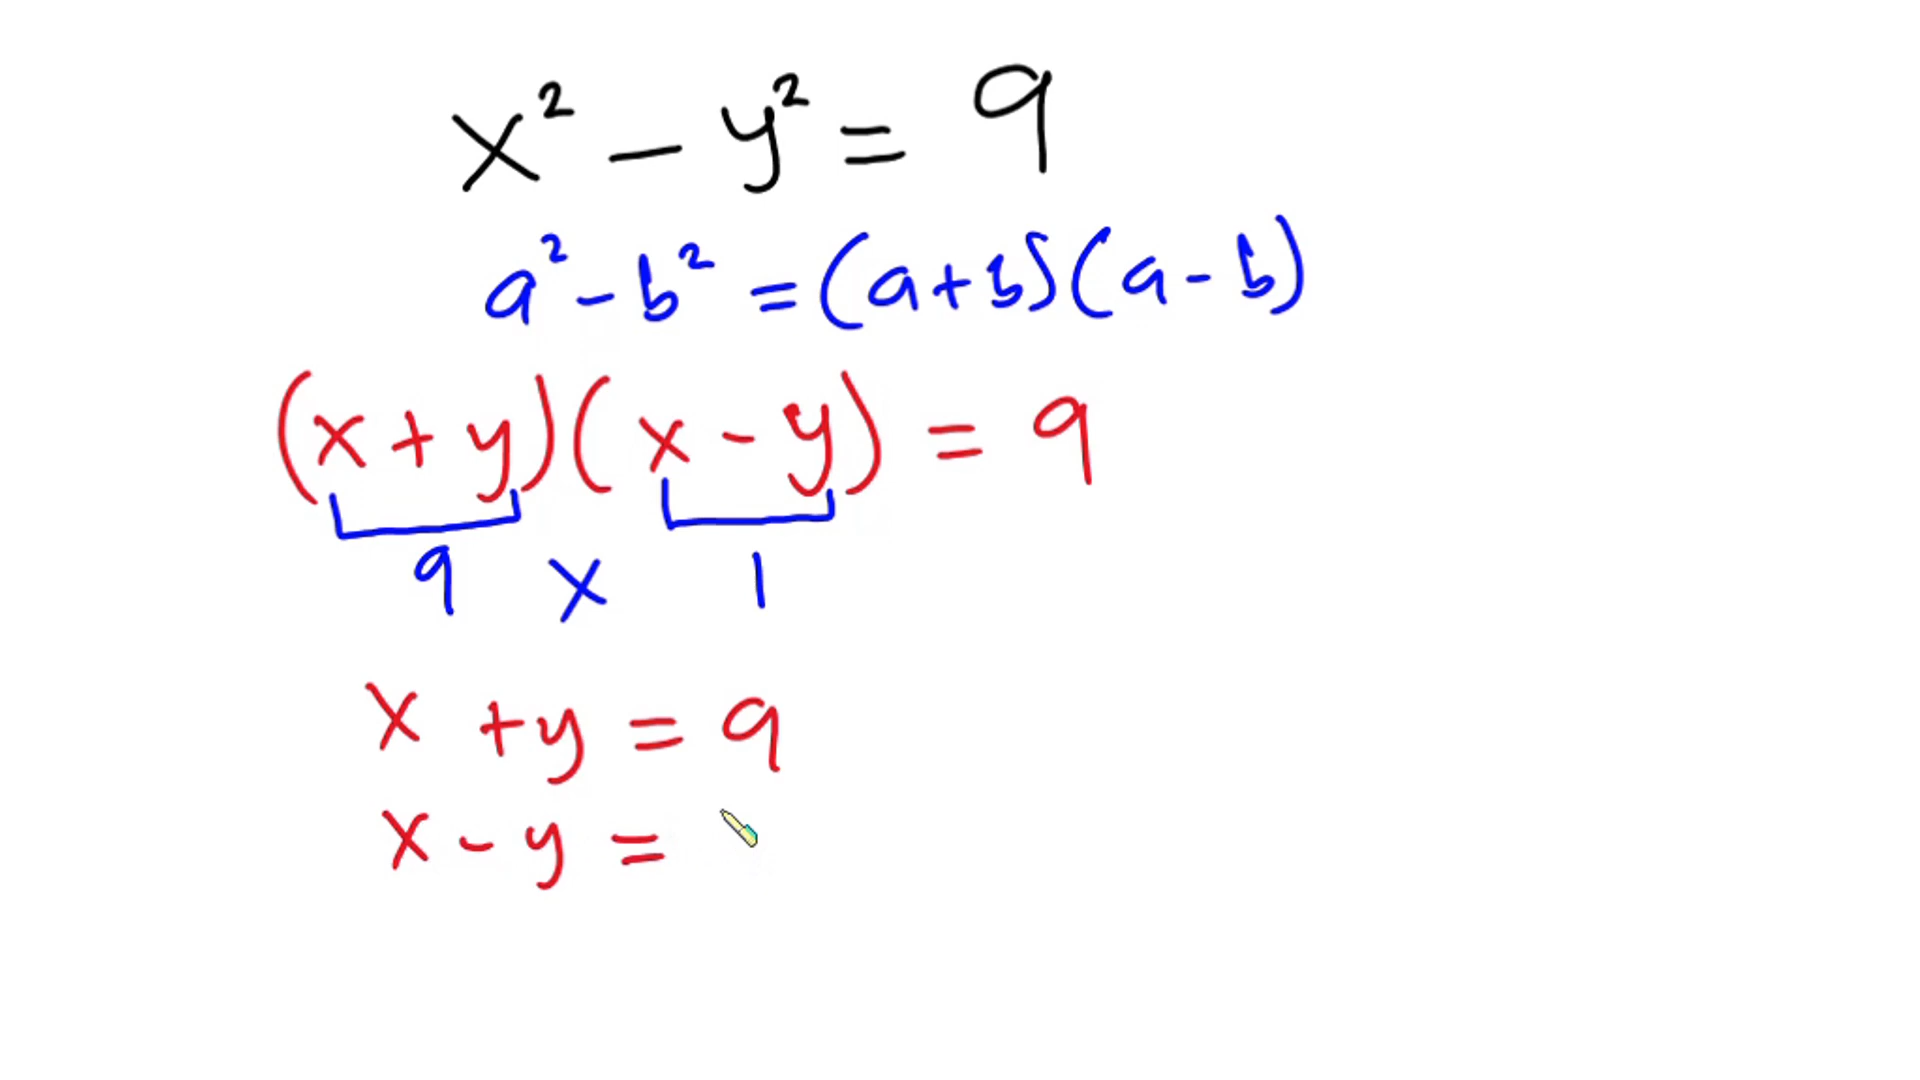 x² − y² = 9
a² − b² = (a+b)(a−b)
(x+y)(x−y) = 9
9 × 1
x + y = 9
x − y =